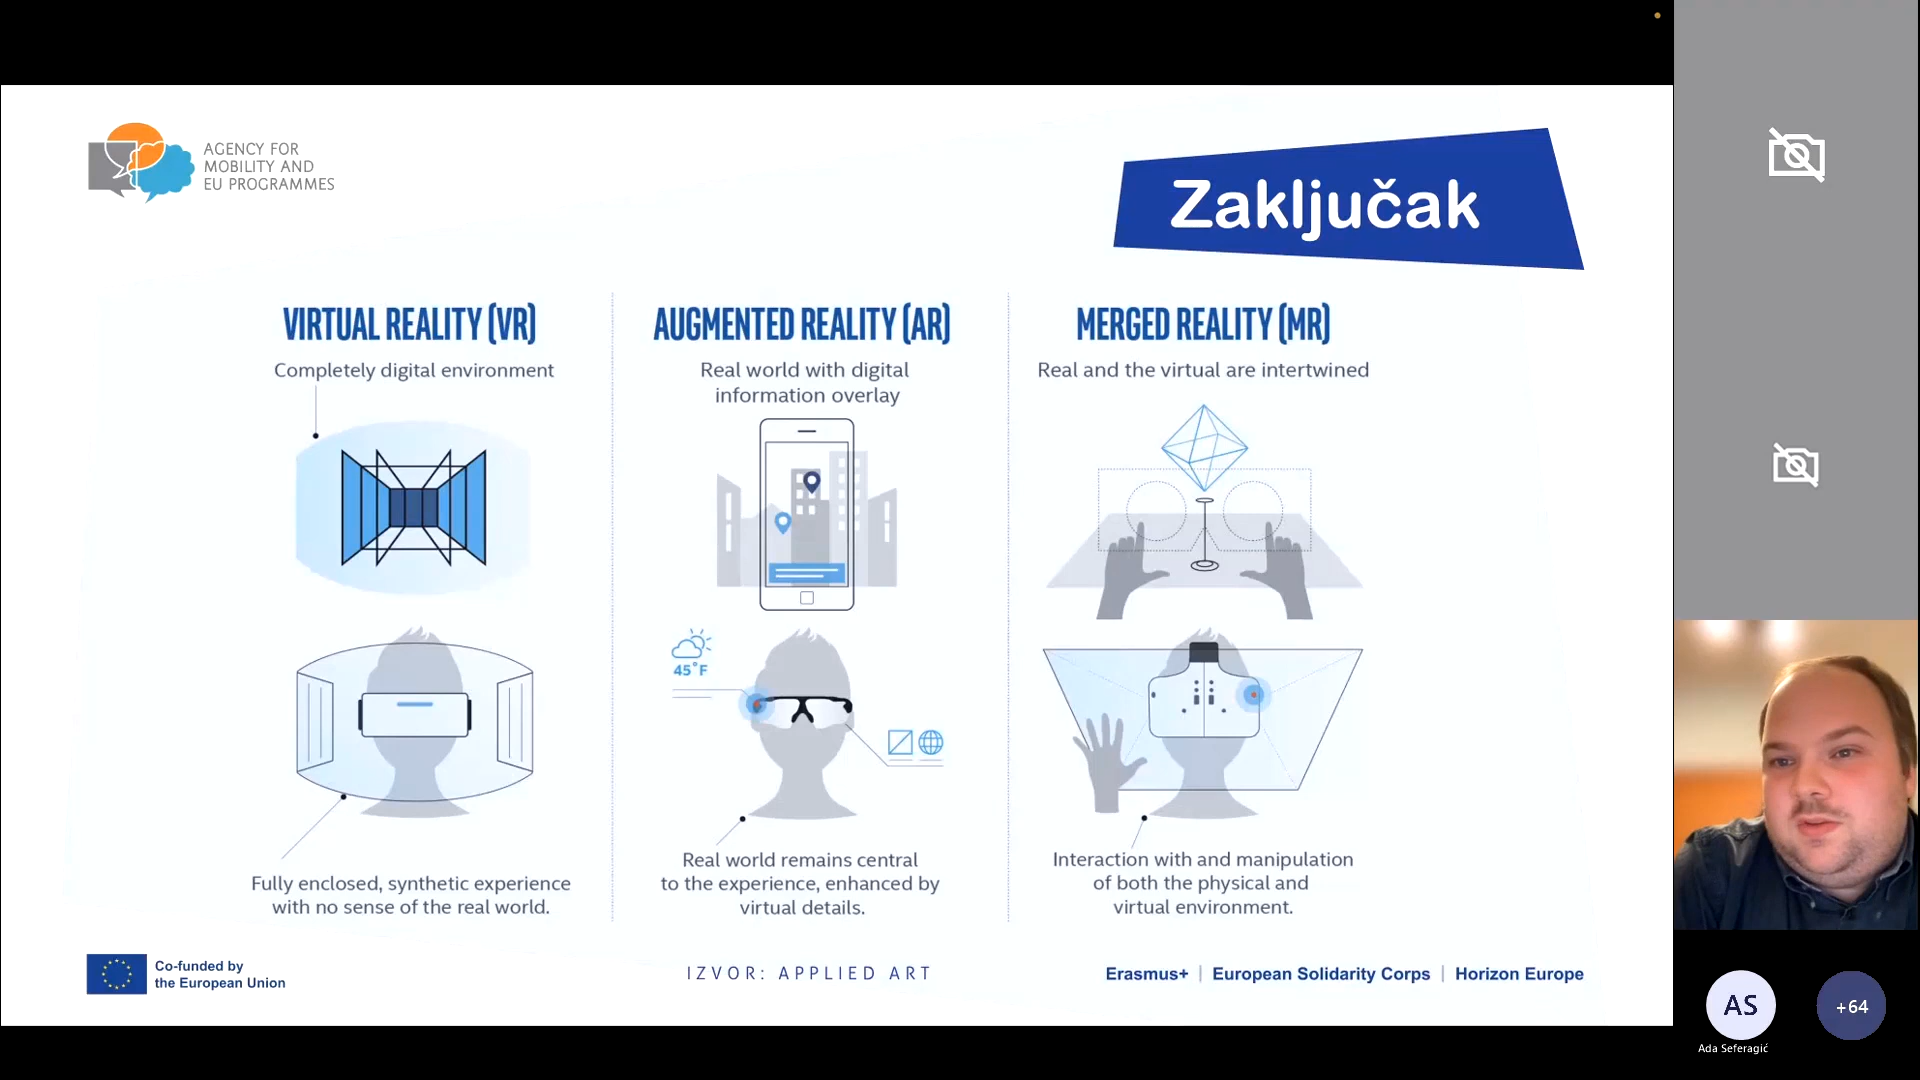 AGENCY FOR
MOBILITY AND
EU PROGRAMMES
Zaključak
VIRTUAL REALITY (VR)
Completely digital environment
Fully enclosed, synthetic experience
with no sense of the real world.
AUGMENTED REALITY (AR)
Real world with digital
information overlay
45°F
Real world remains central
to the experience, enhanced by
virtual details.
MERGED REALITY (MR)
Real and the virtual are intertwined
Interaction with and manipulation
of both the physical and
virtual environment.
Co-funded by
the European Union
IZVOR: APPLIED ART
Erasmus+ | European Solidarity Corps | Horizon Europe
AS
Ada Seferagić
+64